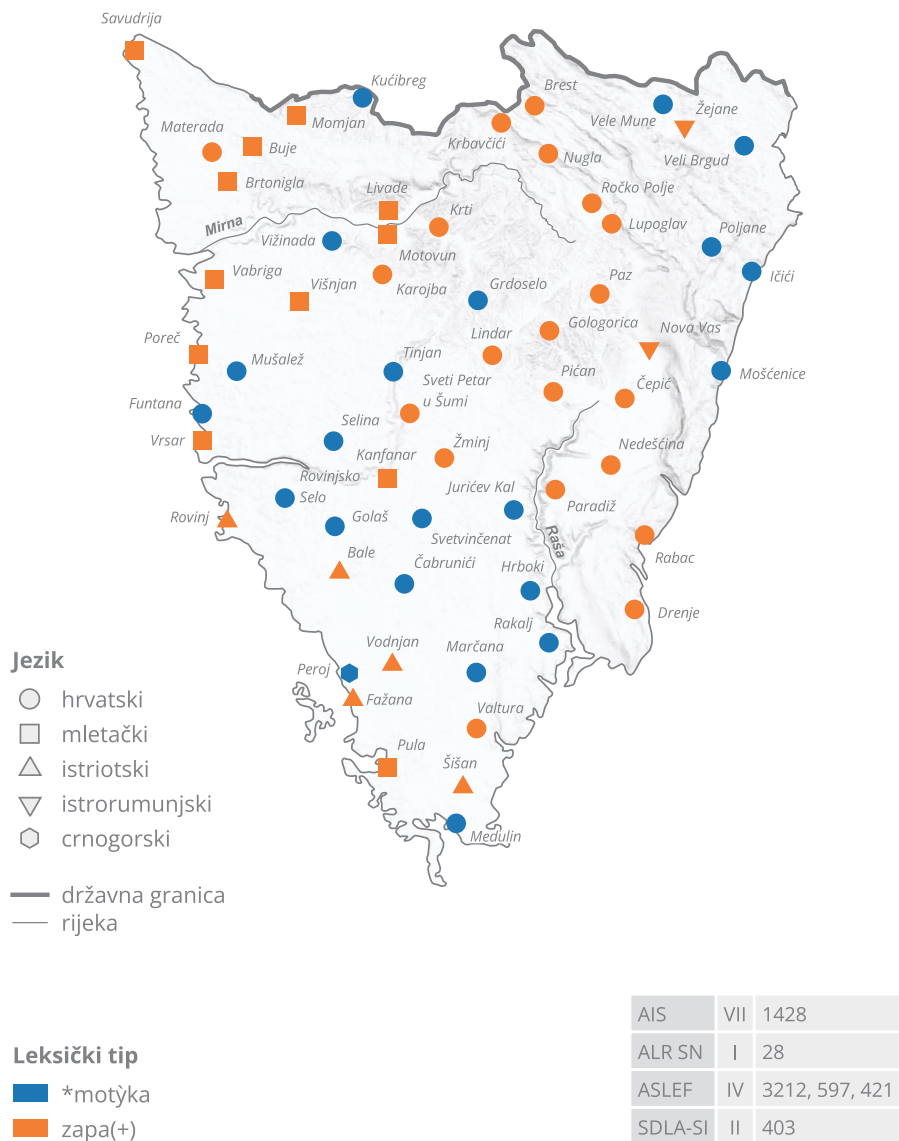 Savudrija
Kućibreg
Brest
Momjan
Vele Mune
Žejane
Materada
Krbavčići
Buje
Nugla
Veli Brgud
Brtonigla
Livade
Ročko Polje
Krti
Mirna
Lupoglav
Vižinada
Poljane
Motovun
Vabriga
Karojba
Grdoselo
Paz
Ičići
Višnjan
Gologorica
Nova Vas
Poreč
Lindar
Mušalež
Tinjan
Mošćenice
Sveti Petar
u Šumi
Pićan
Čepić
Funtana
Selina
Vrsar
Kanfanar
Žminj
Nedešćina
Rovinjsko
Selo
Jurićev Kal
Paradiž
Rovinj
Golaš
Svetvinčenat
Raša
Bale
Čabrunići
Hrboki
Rabac
Drenje
Rakalj
Vodnjan
Marčana
Peroj
Fažana
Valtura
Pula
Šišan
Medulin
Jezik
hrvatski
mletački
istriotski
istrorumunjski
crnogorski
državna granica
rijeka
Leksički tip
*motỳka
zapa(+)
AIS VII 1428
ALR SN I 28
ASLEF IV 3212, 597, 421
SDLA-SI II 403